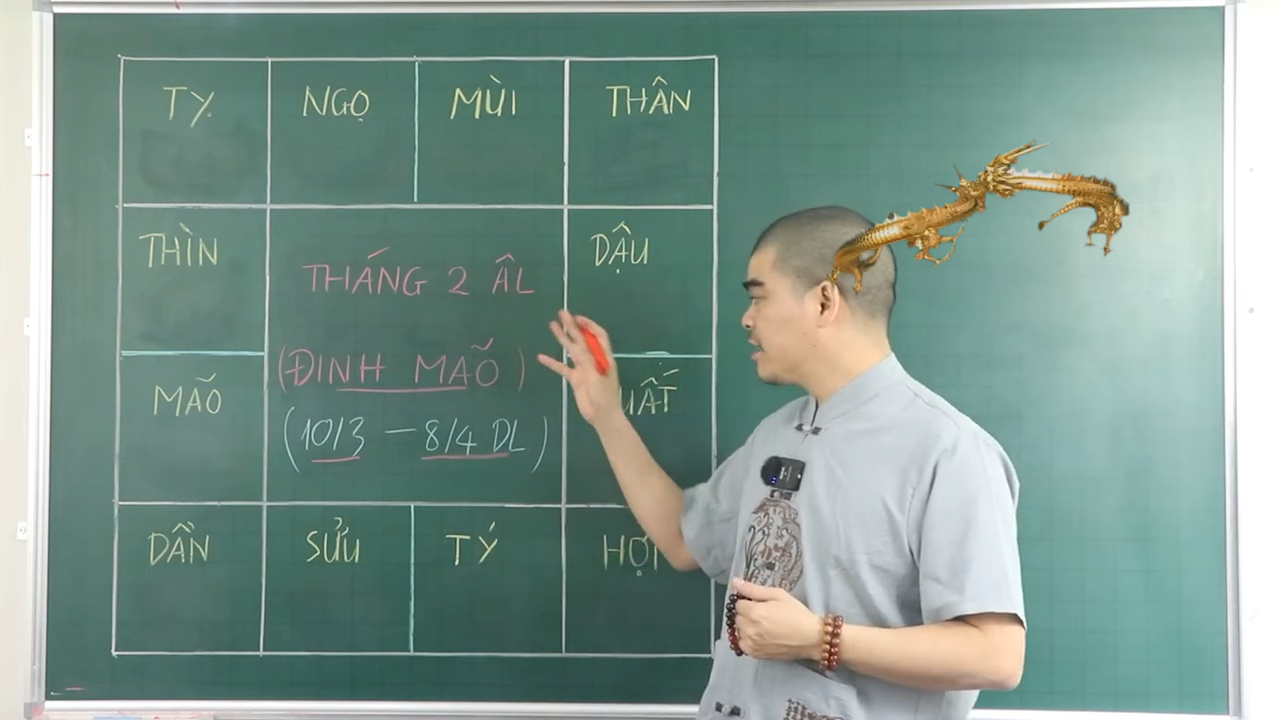 TỴ
NGỌ
MÙI
THÂN
THÌN
DẬU
THÁNG 2 ÂL
(ĐINH MÃO)
MÃO
(10/3 - 8/4 DL)
DẦN
SỬU
TÝ
HỢI